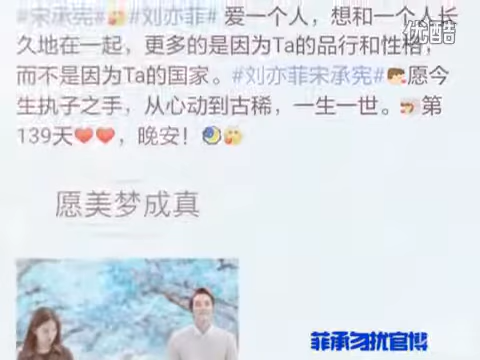 #宋承宪##刘亦菲# 爱一个人，想和一个人长
久地在一起，更多的是因为Ta的品行和性格，
而不是因为Ta的国家。#刘亦菲宋承宪#愿今
生执子之手，从心动到古稀，一生一世。第
139天❤❤，晚安！
愿美梦成真
菲承勿扰官博
优酷